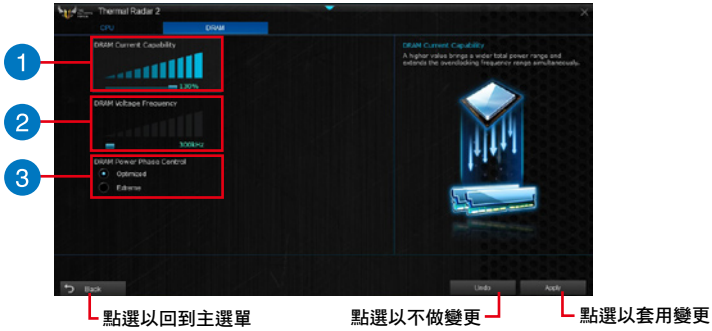 Thermal Radar 2
CPU
DRAM
1
DRAM Current Capability
130%
2
DRAM Voltage Frequency
300kHz
3
DRAM Power Phase Control
Optimized
Extreme
DRAM Current Capability
A higher value brings a wider total power range and
extends the overclocking frequency range simultaneously.
Back
Undo
Apply
點選以回到主選單
點選以不做變更
點選以套用變更